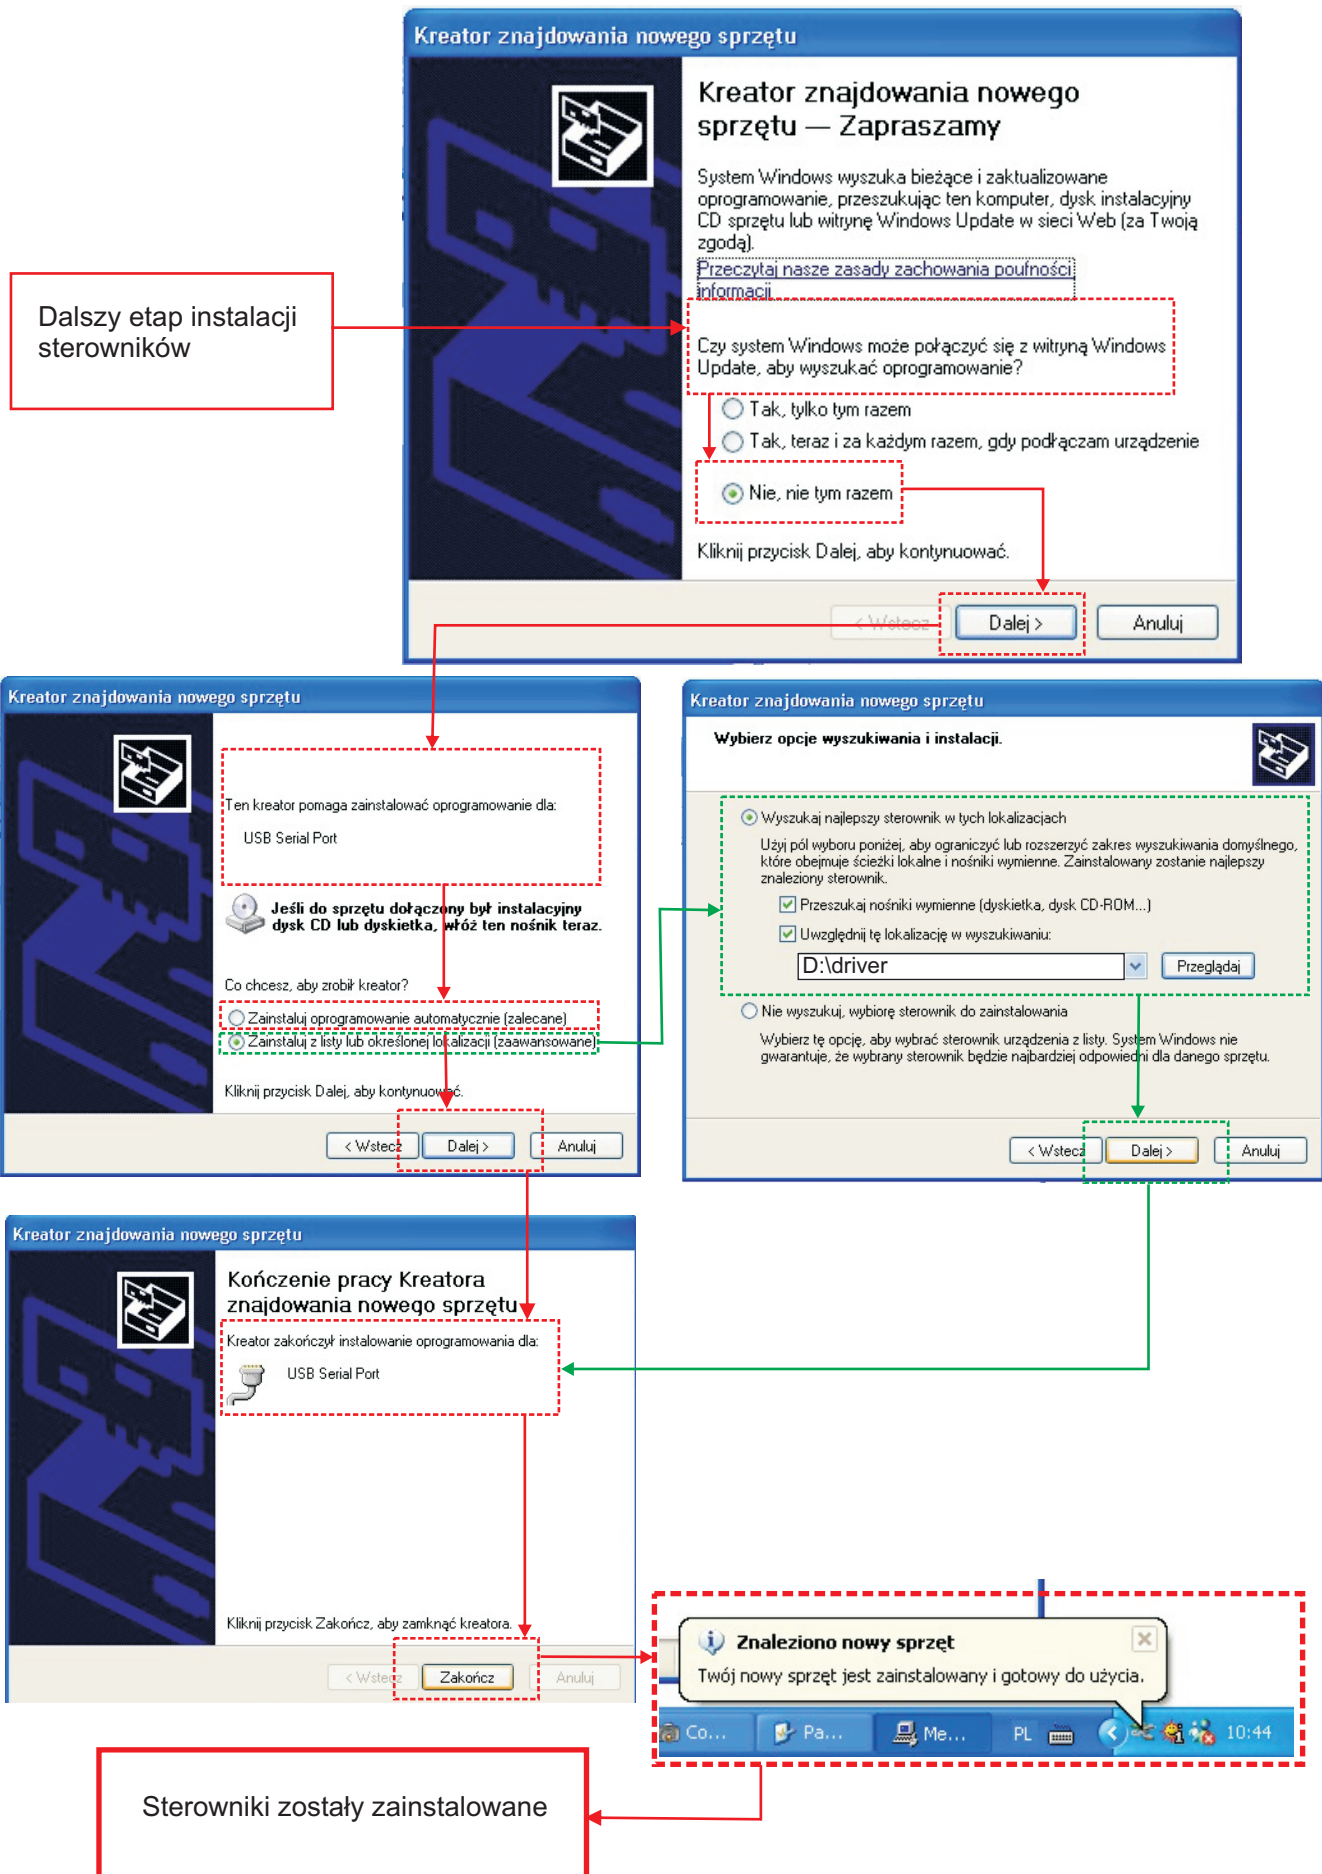 Kreator znajdowania nowego sprzętu
Kreator znajdowania nowego
sprzętu — Zapraszamy
System Windows wyszuka bieżące i zaktualizowane
oprogramowanie, przeszukując ten komputer, dysk instalacyjny
CD sprzętu lub witrynę Windows Update w sieci Web (za Twoją
zgodą).
Przeczytaj nasze zasady zachowania poufności
informacji
Dalszy etap instalacji
sterowników
Czy system Windows może połączyć się z witryną Windows
Update, aby wyszukać oprogramowanie?
Tak, tylko tym razem
Tak, teraz i za każdym razem, gdy podłączam urządzenie
Nie, nie tym razem
Kliknij przycisk Dalej, aby kontynuować.
< Wstecz
Dalej >
Anuluj
Kreator znajdowania nowego sprzętu
Ten kreator pomaga zainstalować oprogramowanie dla:
USB Serial Port
Jeśli do sprzętu dołączony był instalacyjny
dysk CD lub dyskietka, włóż ten nośnik teraz.
Co chcesz, aby zrobił kreator?
Zainstaluj oprogramowanie automatycznie (zalecane)
Zainstaluj z listy lub określonej lokalizacji (zaawansowane)
Kliknij przycisk Dalej, aby kontynuować.
< Wstecz
Dalej >
Anuluj
Kreator znajdowania nowego sprzętu
Wybierz opcje wyszukiwania i instalacji.
Wyszukaj najlepszy sterownik w tych lokalizacjach
Użyj pól wyboru poniżej, aby ograniczyć lub rozszerzyć zakres wyszukiwania domyślnego,
które obejmuje ścieżki lokalne i nośniki wymienne. Zainstalowany zostanie najlepszy
znaleziony sterownik.
Przeszukaj nośniki wymienne (dyskietka, dysk CD-ROM...)
Uwzględnij tę lokalizację w wyszukiwaniu:
D:\driver
Przeglądaj
Nie wyszukuj, wybiorę sterownik do zainstalowania
Wybierz tę opcję, aby wybrać sterownik urządzenia z listy. System Windows nie
gwarantuje, że wybrany sterownik będzie najbardziej odpowiedni dla danego sprzętu.
< Wstecz
Dalej >
Anuluj
Kreator znajdowania nowego sprzętu
Kończenie pracy Kreatora
znajdowania nowego sprzętu
Kreator zakończył instalowanie oprogramowania dla:
USB Serial Port
Kliknij przycisk Zakończ, aby zamknąć kreatora.
< Wstecz
Zakończ
Anuluj
Znaleziono nowy sprzęt
Twój nowy sprzęt jest zainstalowany i gotowy do użycia.
Co...
Pa...
Me...
PL
10:44
Sterowniki zostały zainstalowane